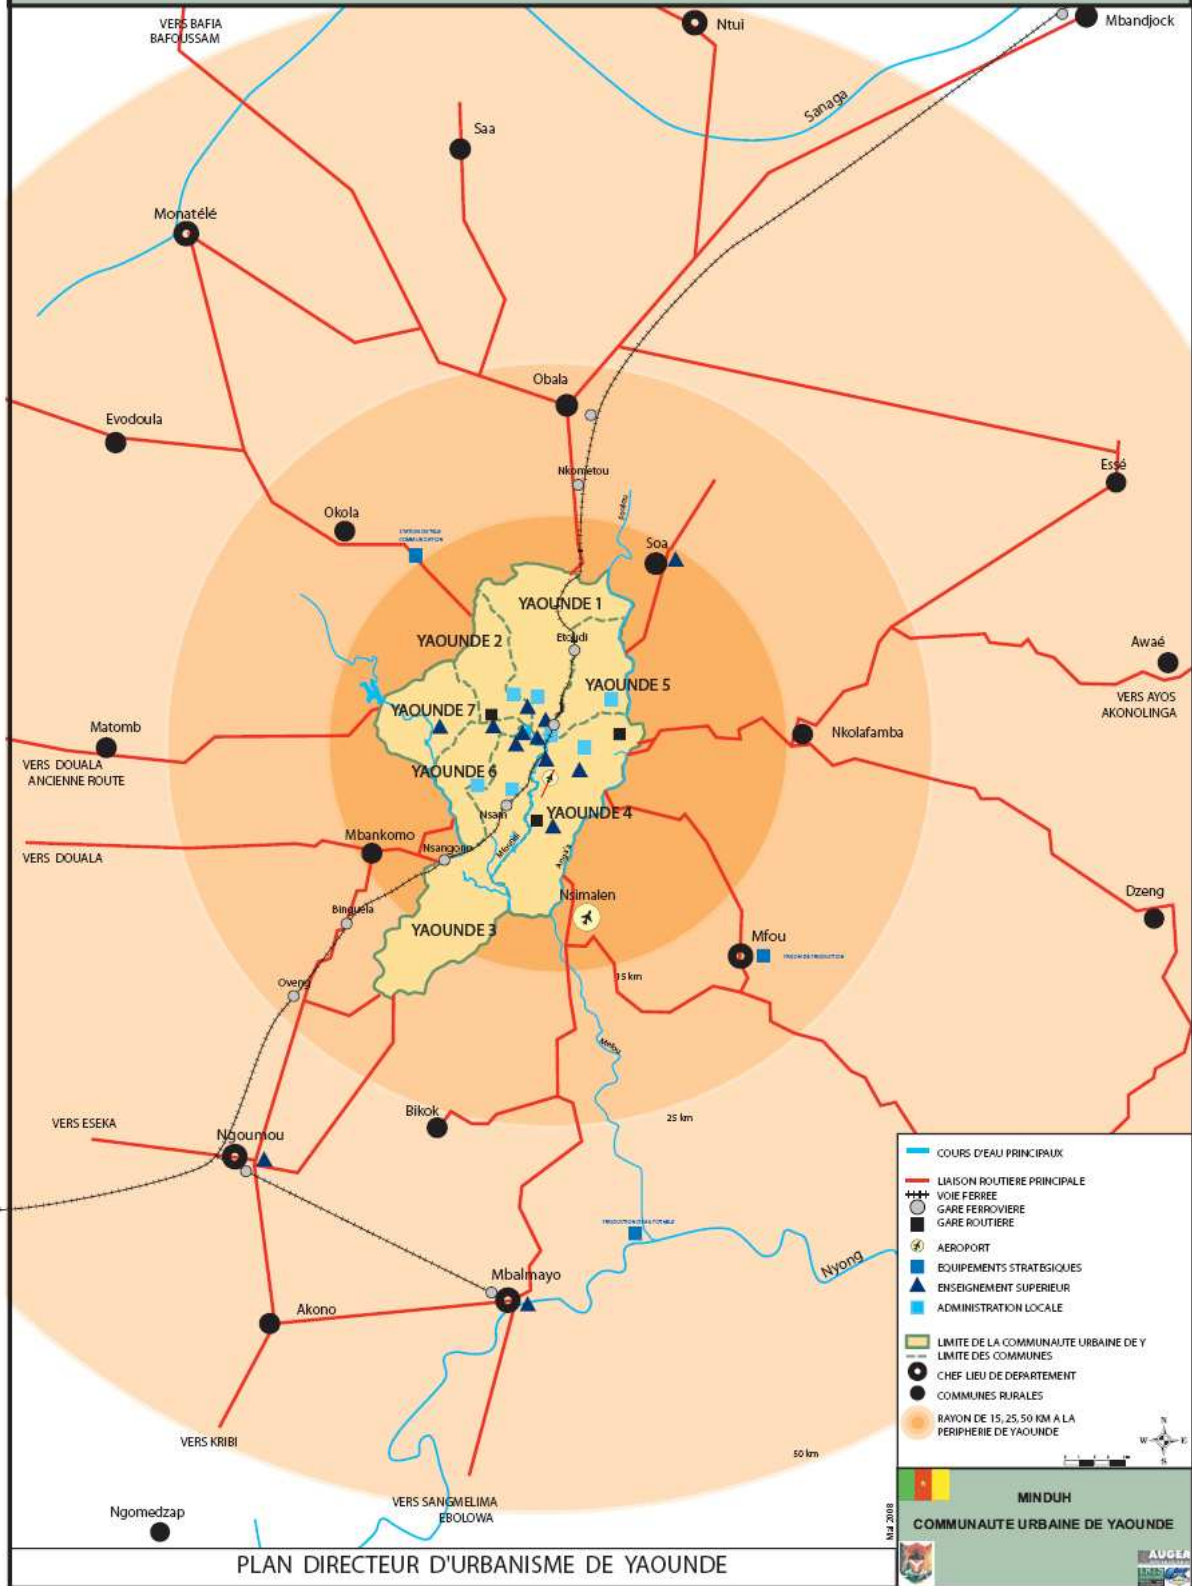 VERS BAFIA
BAFOUSSAM
Ntui
Mbandjock
Sanaga
Saa
Monatélé
Obala
Evodoula
Nkometou
Essé
Okola
Soa
YAOUNDE 1
YAOUNDE 2
Etoudi
Awaé
YAOUNDE 5
VERS AYOS
AKONOLINGA
YAOUNDE 7
Matomb
Nkolafamba
VERS DOUALA
ANCIENNE ROUTE
YAOUNDE 6
Nsam
YAOUNDE 4
Mbankomo
Nsangono
Mfoundi
Anga'a
VERS DOUALA
Nsimalen
Dzeng
Binguela
YAOUNDE 3
Mfou
15 km
Oveng
Mefou
Bikok
25 km
VERS ESEKA
Ngoumou
Nyong
Mbalmayo
Akono
VERS KRIBI
50 km
VERS SANGMELIMA
EBOLOWA
Ngomedzap
COURS D'EAU PRINCIPAUX
LIAISON ROUTIERE PRINCIPALE
VOIE FERREE
GARE FERROVIERE
GARE ROUTIERE
AEROPORT
EQUIPEMENTS STRATEGIQUES
ENSEIGNEMENT SUPERIEUR
ADMINISTRATION LOCALE
LIMITE DE LA COMMUNAUTE URBAINE DE Y
LIMITE DES COMMUNES
CHEF LIEU DE DEPARTEMENT
COMMUNES RURALES
RAYON DE 15, 25, 50 KM A LA
PERIPHERIE DE YAOUNDE
N
W E
S
Mai 2008
MINDUH
COMMUNAUTE URBAINE DE YAOUNDE
AUGEA
PLAN DIRECTEUR D'URBANISME DE YAOUNDE